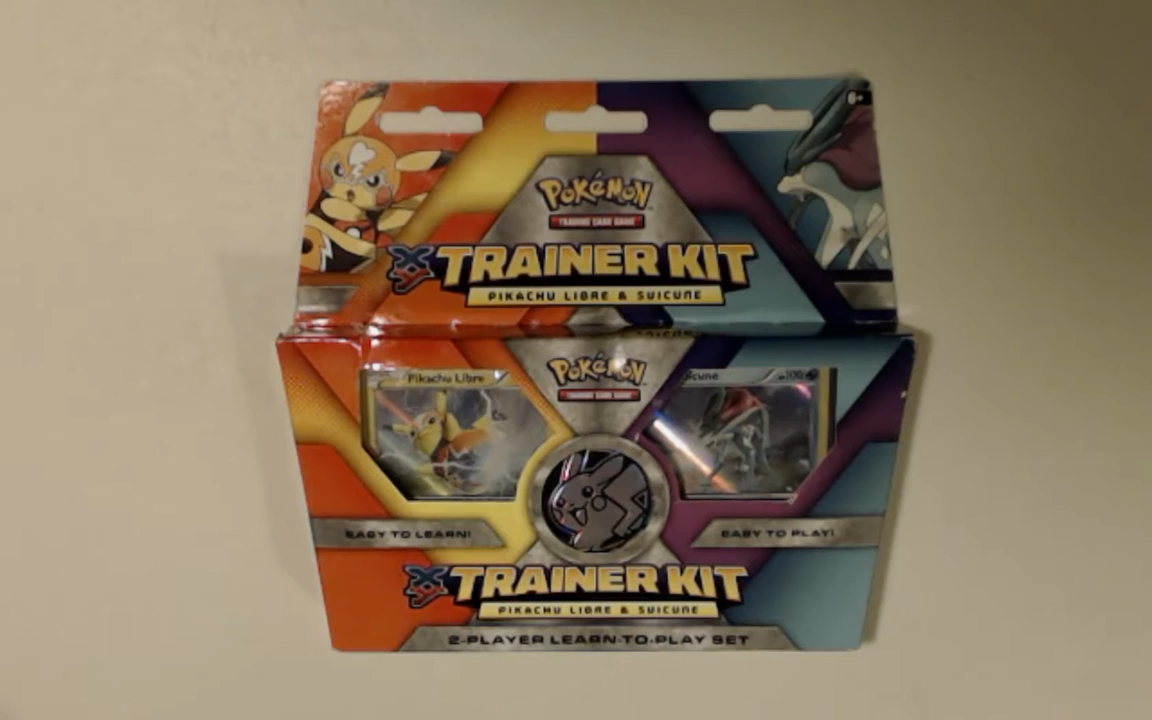 6+
POKéMON
TRADING CARD GAME
XY TRAINER KIT
PIKACHU LIBRE & SUICUNE
POKéMON
TRADING CARD GAME
Pikachu Libre
100
EASY TO LEARN!
EASY TO PLAY!
XY TRAINER KIT
PIKACHU LIBRE & SUICUNE
2-PLAYER LEARN-TO-PLAY SET